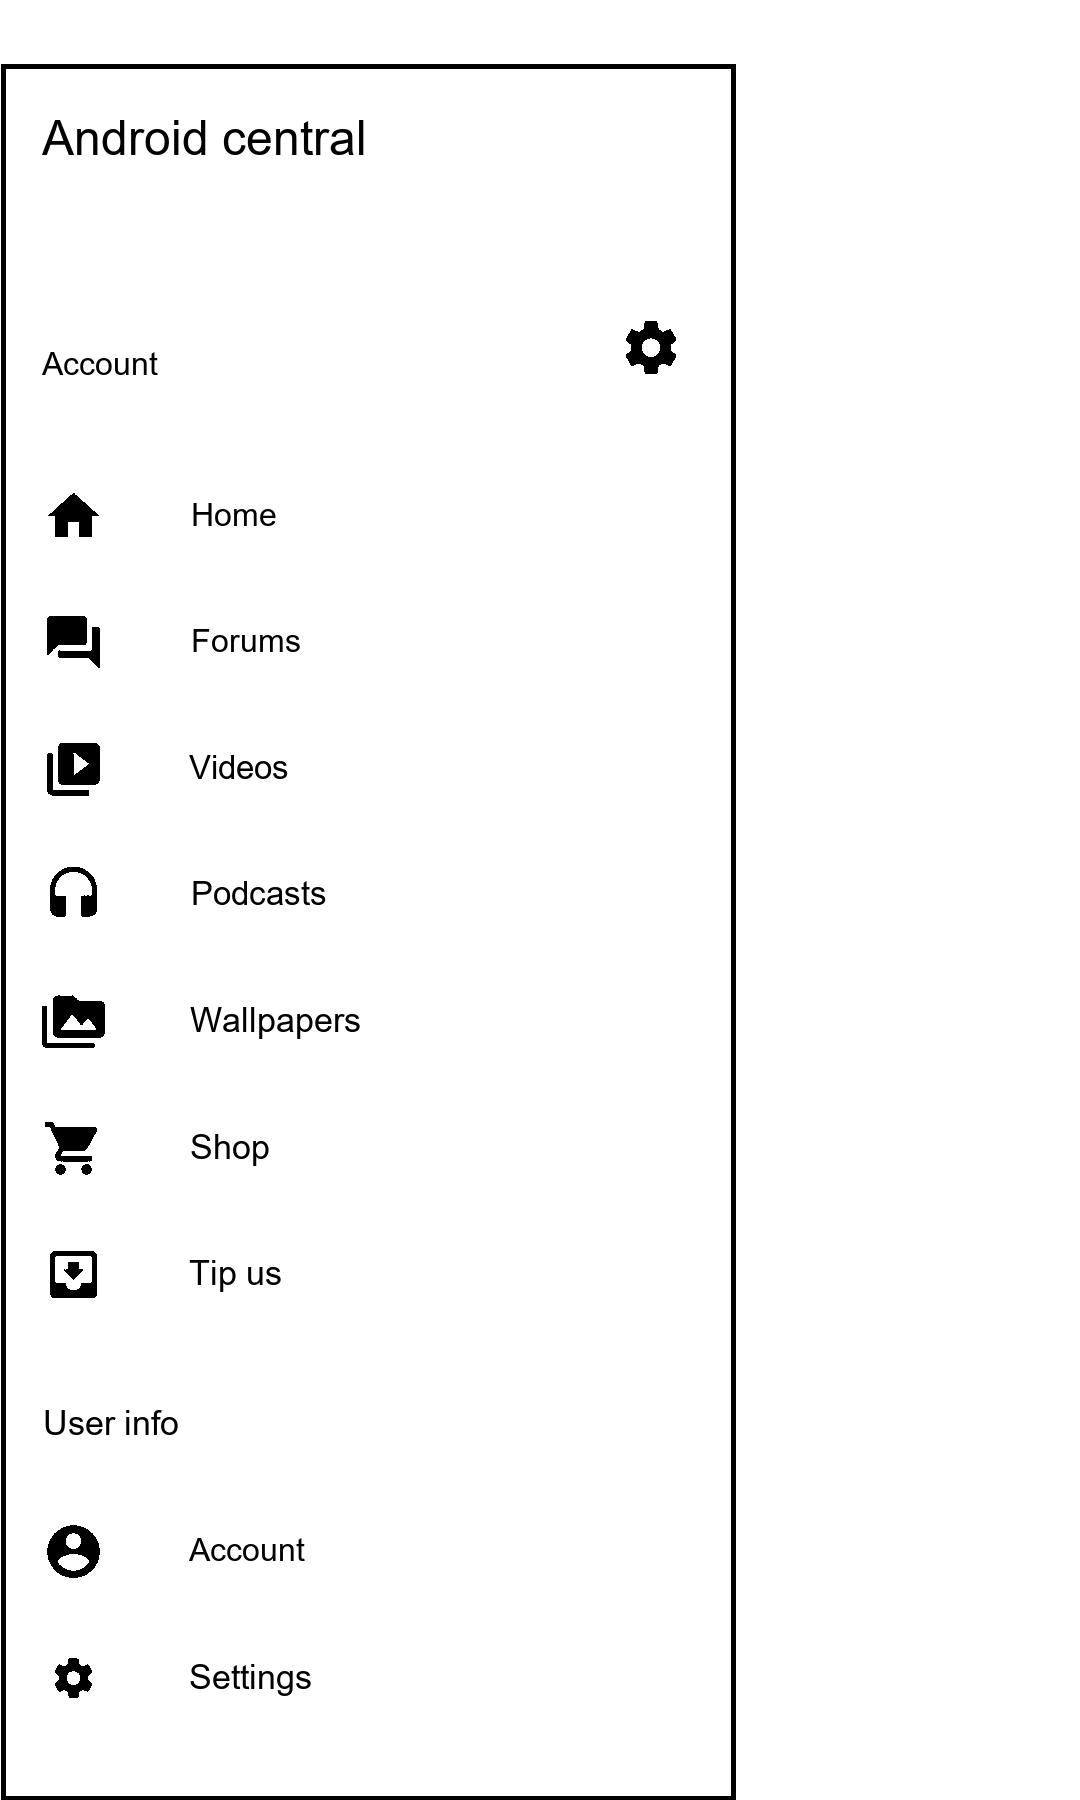 Android central
Account
Home
Forums
Videos
Podcasts
Wallpapers
Shop
Tip us
User info
Account
Settings